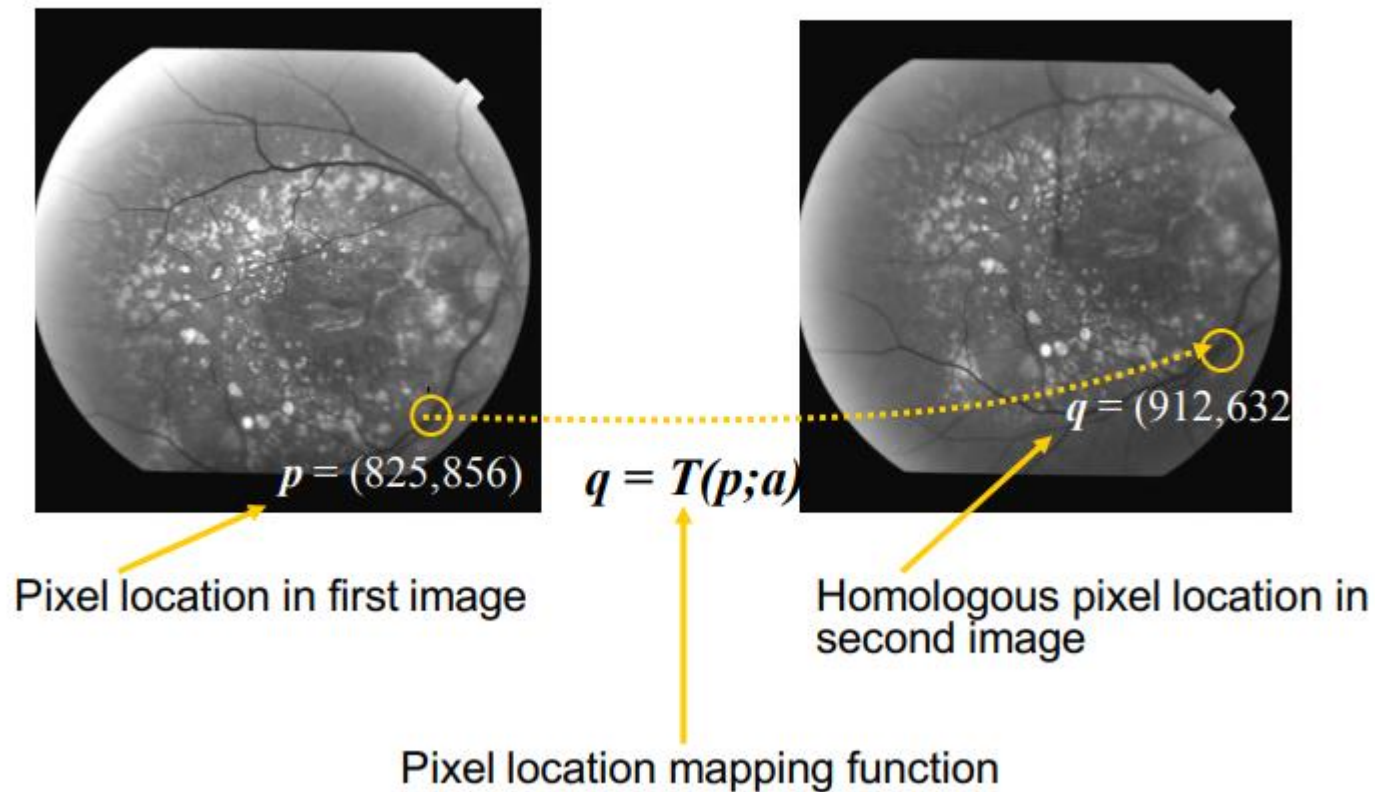 p = (825,856)
q = T(p;a)
q = (912,632
Pixel location in first image
Homologous pixel location in
second image
Pixel location mapping function